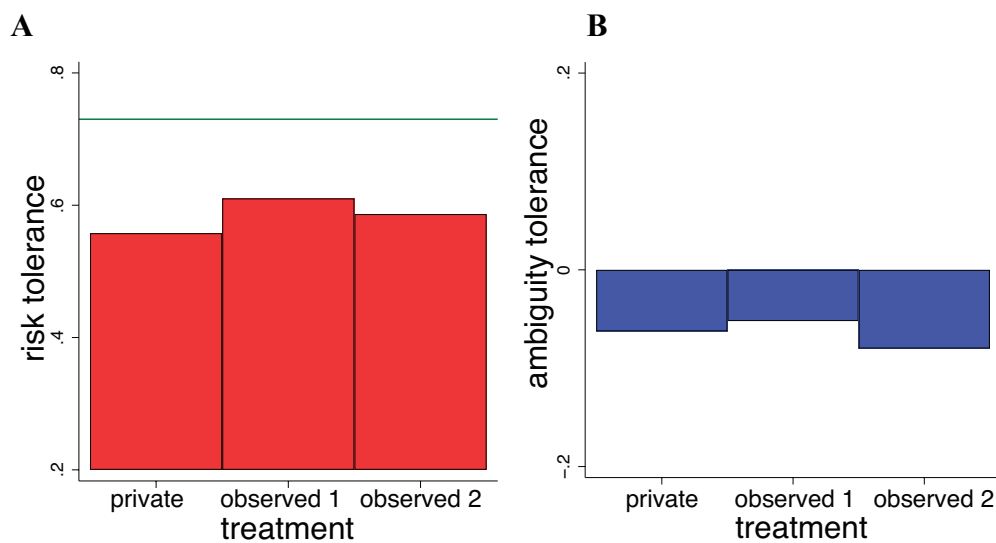 A
risk tolerance
.8
.6
.4
.2
private observed 1 observed 2
treatment
B
ambiguity tolerance
.2
0
-.2
private observed 1 observed 2
treatment